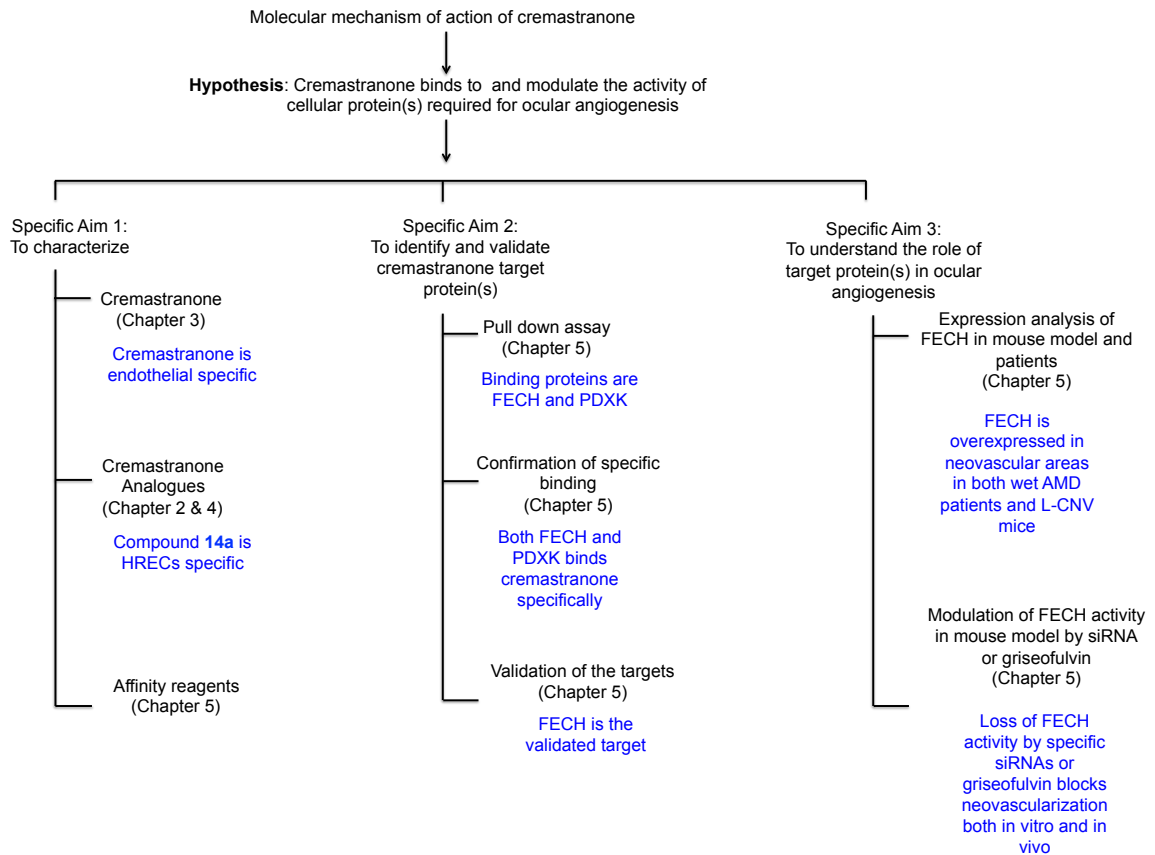 Molecular mechanism of action of cremastranone
Hypothesis: Cremastranone binds to and modulate the activity of
cellular protein(s) required for ocular angiogenesis
Specific Aim 1:
To characterize
Cremastranone
(Chapter 3)
Cremastranone is
endothelial specific
Cremastranone
Analogues
(Chapter 2 & 4)
Compound 14a is
HRECs specific
Affinity reagents
(Chapter 5)
Specific Aim 2:
To identify and validate
cremastranone target
protein(s)
Pull down assay
(Chapter 5)
Binding proteins are
FECH and PDXK
Confirmation of specific
binding
(Chapter 5)
Both FECH and
PDXK binds
cremastranone
specifically
Validation of the targets
(Chapter 5)
FECH is the
validated target
Specific Aim 3:
To understand the role of
target protein(s) in ocular
angiogenesis
Expression analysis of
FECH in mouse model and
patients
(Chapter 5)
FECH is
overexpressed in
neovascular areas
in both wet AMD
patients and L-CNV
mice
Modulation of FECH activity
in mouse model by siRNA
or griseofulvin
(Chapter 5)
Loss of FECH
activity by specific
siRNAs or
griseofulvin blocks
neovascularization
both in vitro and in
vivo